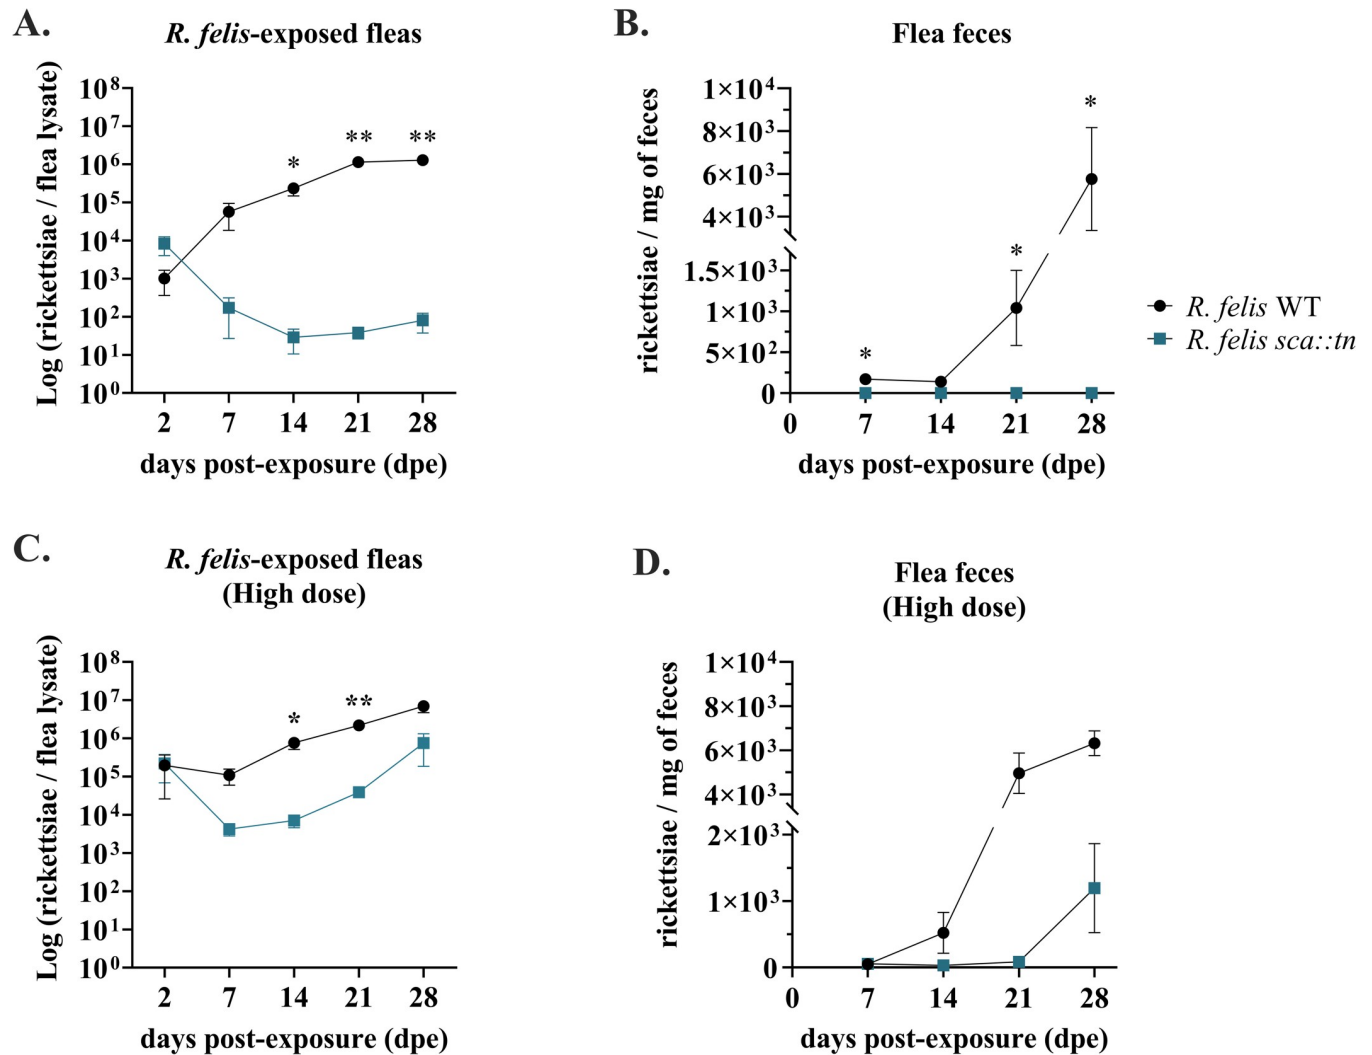 A.
R. felis-exposed fleas
Log (rickettsiae / flea lysate)
10⁸
10⁷
10⁶
10⁵
10⁴
10³
10²
10¹
10⁰
* ** **
2 7 14 21 28
days post-exposure (dpe)
B.
Flea feces
rickettsiae / mg of feces
1×10⁴
8×10³
6×10³
4×10³
1.5×10³
1×10³
5×10²
0
* * *
0 7 14 21 28
days post-exposure (dpe)
R. felis WT
R. felis sca::tn
C.
R. felis-exposed fleas
(High dose)
Log (rickettsiae / flea lysate)
10⁸
10⁷
10⁶
10⁵
10⁴
10³
10²
10¹
10⁰
* **
2 7 14 21 28
days post-exposure (dpe)
D.
Flea feces
(High dose)
rickettsiae / mg of feces
1×10⁴
8×10³
6×10³
4×10³
2×10³
1×10³
0
0 7 14 21 28
days post-exposure (dpe)